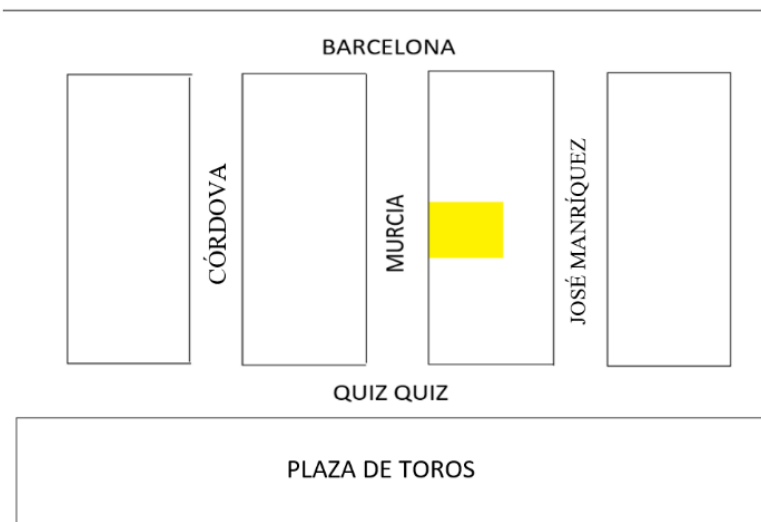 BARCELONA
CÓRDOVA
MURCIA
JOSÉ MANRÍQUEZ
QUIZ QUIZ
PLAZA DE TOROS